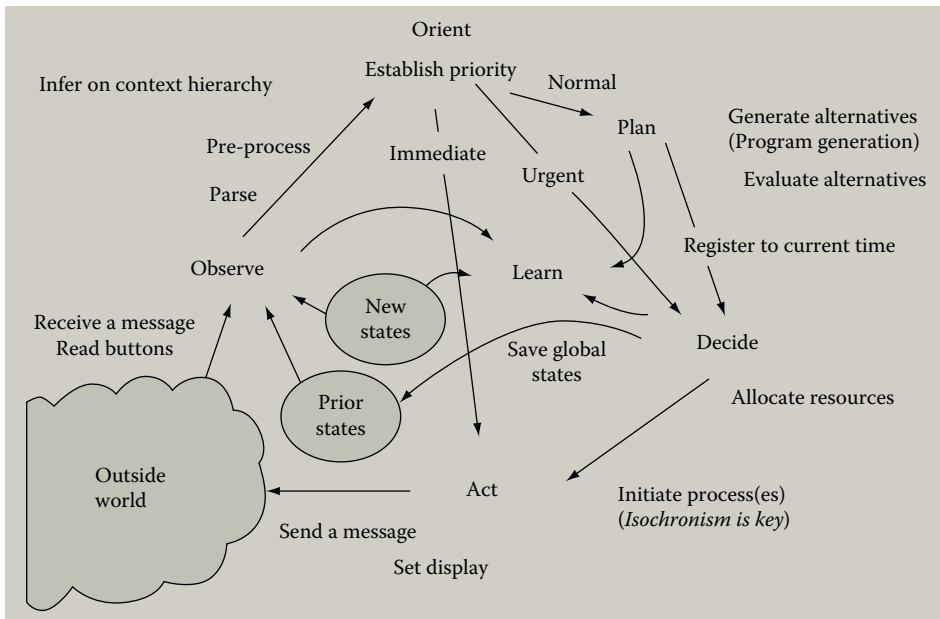 Orient
Establish priority
Infer on context hierarchy
Normal
Generate alternatives
(Program generation)
Plan
Pre-process
Immediate
Urgent
Evaluate alternatives
Parse
Register to current time
Observe
Learn
New
states
Receive a message
Read buttons
Save global
states
Decide
Prior
states
Allocate resources
Outside
world
Act
Initiate process(es)
(Isochronism is key)
Send a message
Set display